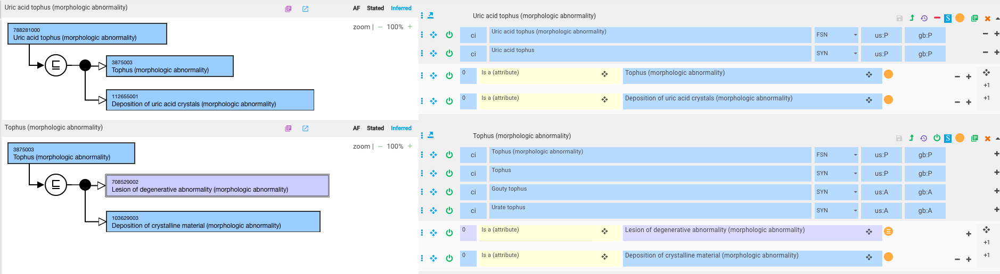 Uric acid tophus (morphologic abnormality)
AF Stated Inferred
zoom | − 100% +
788281000
Uric acid tophus (morphologic abnormality)
⊑
3875003
Tophus (morphologic abnormality)
112655001
Deposition of uric acid crystals (morphologic abnormality)
Uric acid tophus (morphologic abnormality)
S
ci Uric acid tophus (morphologic abnormality) FSN us:P gb:P
ci Uric acid tophus SYN us:P gb:P
0 Is a (attribute) Tophus (morphologic abnormality)
+1
0 Is a (attribute) Deposition of uric acid crystals (morphologic abnormality)
+1
Tophus (morphologic abnormality)
AF Stated Inferred
zoom | − 100% +
3875003
Tophus (morphologic abnormality)
⊑
708529002
Lesion of degenerative abnormality (morphologic abnormality)
103629003
Deposition of crystalline material (morphologic abnormality)
Tophus (morphologic abnormality)
S
ci Tophus (morphologic abnormality) FSN us:P gb:P
ci Tophus SYN us:P gb:P
ci Gouty tophus SYN us:A gb:A
ci Urate tophus SYN us:A gb:A
0 Is a (attribute) Lesion of degenerative abnormality (morphologic abnormality)
+1
0 Is a (attribute) Deposition of crystalline material (morphologic abnormality)
+1